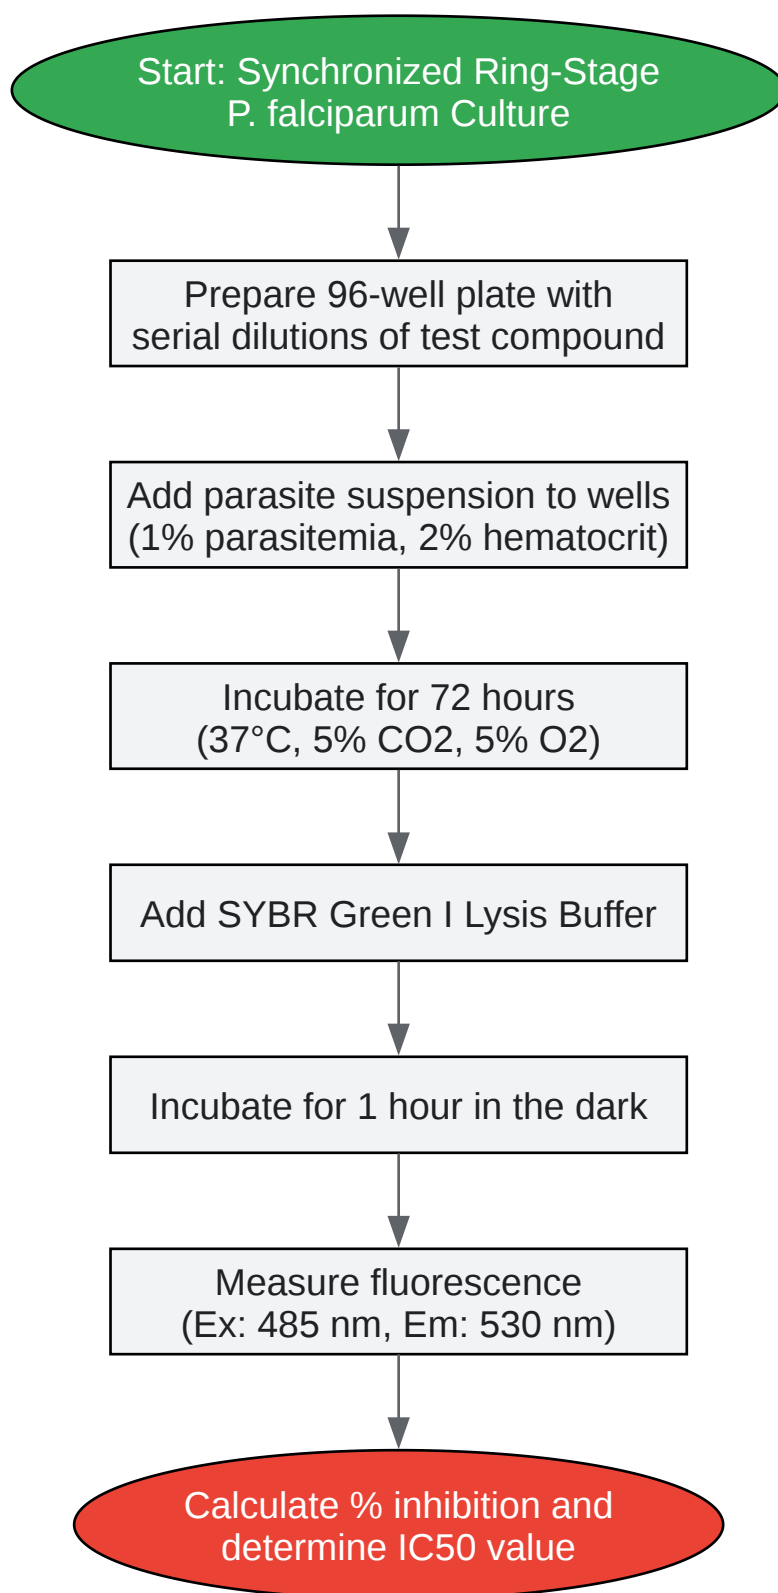 Start: Synchronized Ring-Stage
P. falciparum Culture
Prepare 96-well plate with
serial dilutions of test compound
Add parasite suspension to wells
(1% parasitemia, 2% hematocrit)
Incubate for 72 hours
(37°C, 5% CO2, 5% O2)
Add SYBR Green I Lysis Buffer
Incubate for 1 hour in the dark
Measure fluorescence
(Ex: 485 nm, Em: 530 nm)
Calculate % inhibition and
determine IC50 value